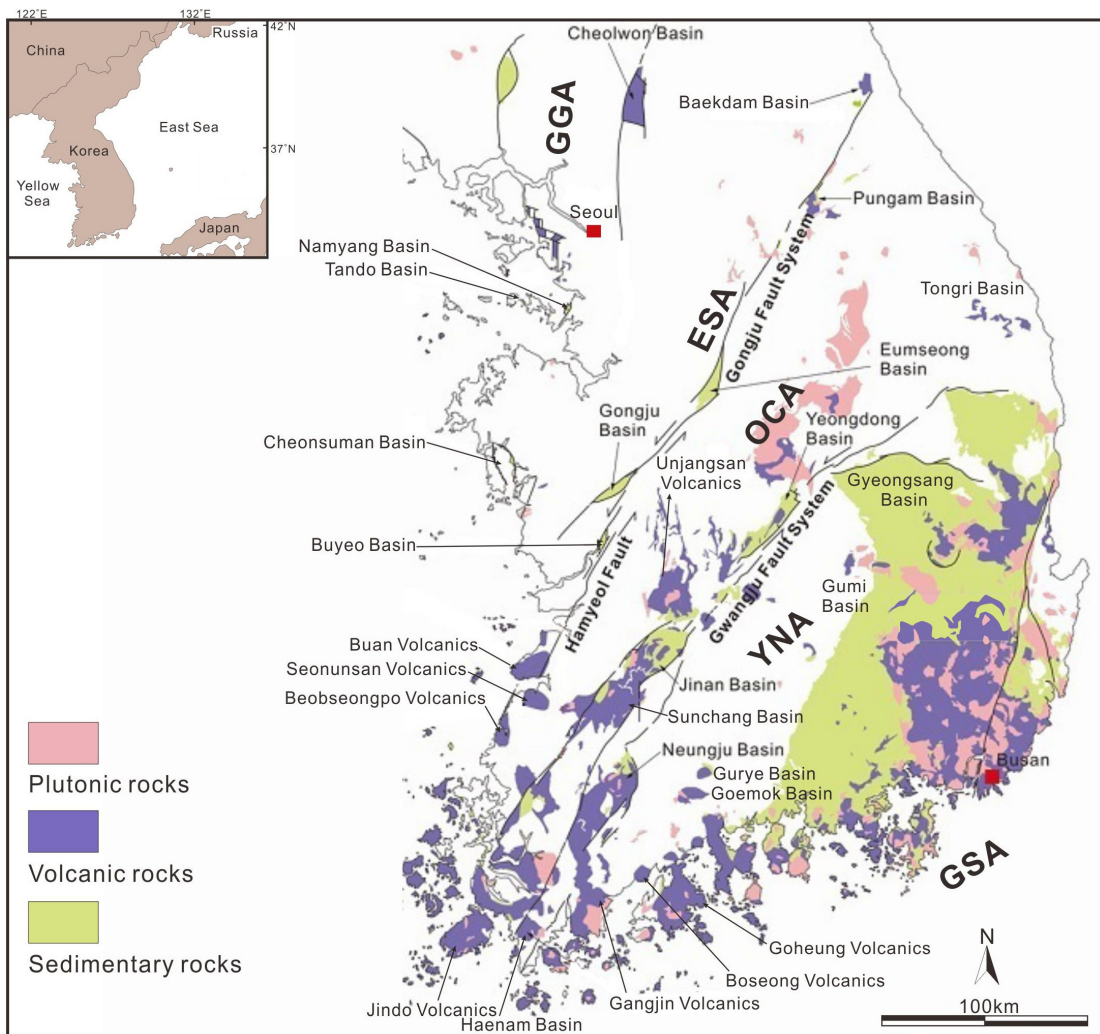 122˚E
132˚E
42˚N
Russia
China
East Sea
37˚N
Korea
Yellow
Sea
Japan
Cheolwon Basin
Baekdam Basin
GGA
Pungam Basin
Seoul
Namyang Basin
Tando Basin
Tongri Basin
ESA
Gongju Fault System
Eumseong
Basin
OCA
Gongju
Basin
Yeongdong
Basin
Cheonsuman Basin
Unjangsan
Volcanics
Gyeongsang
Basin
Buyeo Basin
Hamyeol Fault
Gwangju Fault System
Gumi
Basin
YNA
Buan Volcanics
Seonunsan Volcanics
Beobseongpo Volcanics
Jinan Basin
Sunchang Basin
Neungju Basin
Gurye Basin
Goemok Basin
Busan
GSA
Plutonic rocks
Volcanic rocks
Sedimentary rocks
Goheung Volcanics
Boseong Volcanics
Gangjin Volcanics
Jindo Volcanics
Haenam Basin
N
100km